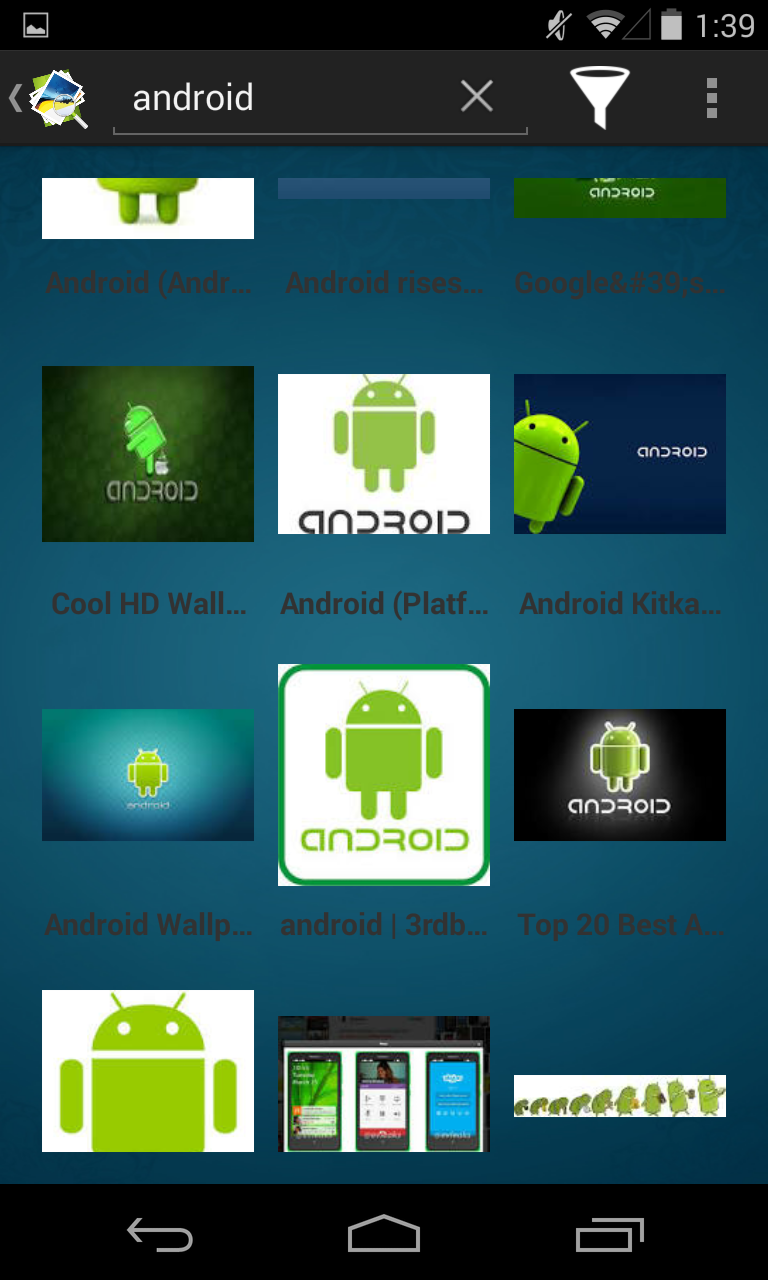 1:39
android
ANDROID
Android (Andr...
Android rises...
Google&#39;s...
ANDROID
ANDROID
ANDROID
Cool HD Wall...
Android (Platf...
Android Kitka...
android
ANDROID
ANDROID
Android Wallp...
android | 3rdb...
Top 20 Best A...